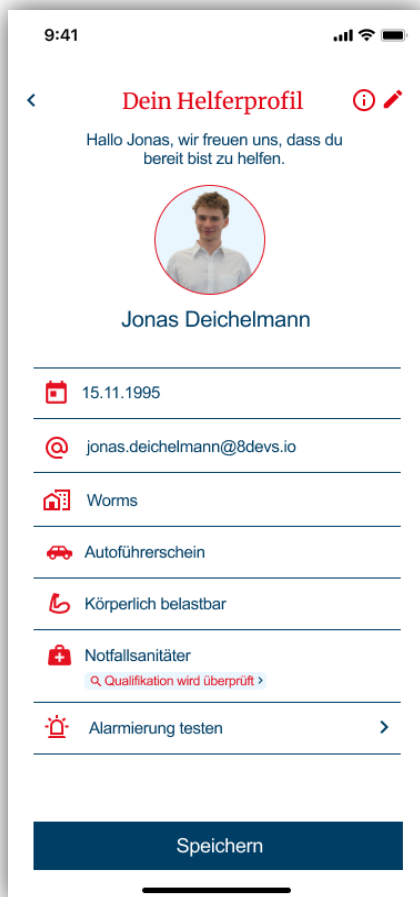 9:41
Dein Helferprofil
Hallo Jonas, wir freuen uns, dass du
bereit bist zu helfen.
Jonas Deichelmann
15.11.1995
jonas.deichelmann@8devs.io
Worms
Autoführerschein
Körperlich belastbar
Notfallsanitäter
Qualifikation wird überprüft
Alarmierung testen
Speichern